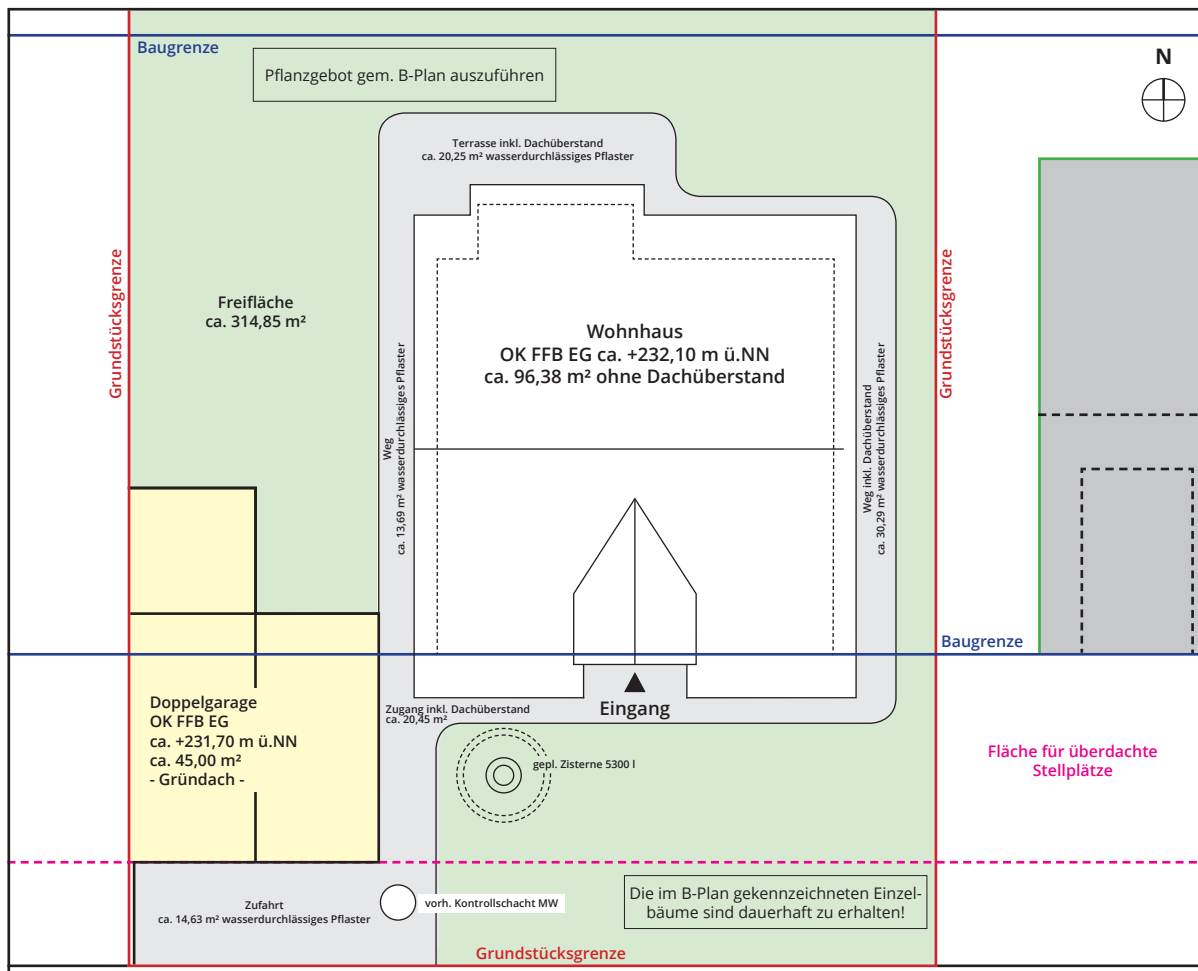 Baugrenze
Pflanzgebot gem. B-Plan auszuführen
N
Terrasse inkl. Dachüberstand
ca. 20,25 m² wasserdurchlässiges Pflaster
Grundstücksgrenze
Freifläche
ca. 314,85 m²
Wohnhaus
OK FFB EG ca. +232,10 m ü.NN
ca. 96,38 m² ohne Dachüberstand
Grundstücksgrenze
Weg
ca. 13,69 m² wasserdurchlässiges Pflaster
Weg inkl. Dachüberstand
ca. 30,29 m² wasserdurchlässiges Pflaster
Baugrenze
Doppelgarage
OK FFB EG
ca. +231,70 m ü.NN
ca. 45,00 m²
- Gründach -
Zugang inkl. Dachüberstand
ca. 20,45 m²
Eingang
gepl. Zisterne 5300 l
Fläche für überdachte
Stellplätze
Zufahrt
ca. 14,63 m² wasserdurchlässiges Pflaster
vorh. Kontrollschacht MW
Die im B-Plan gekennzeichneten Einzel-
bäume sind dauerhaft zu erhalten!
Grundstücksgrenze